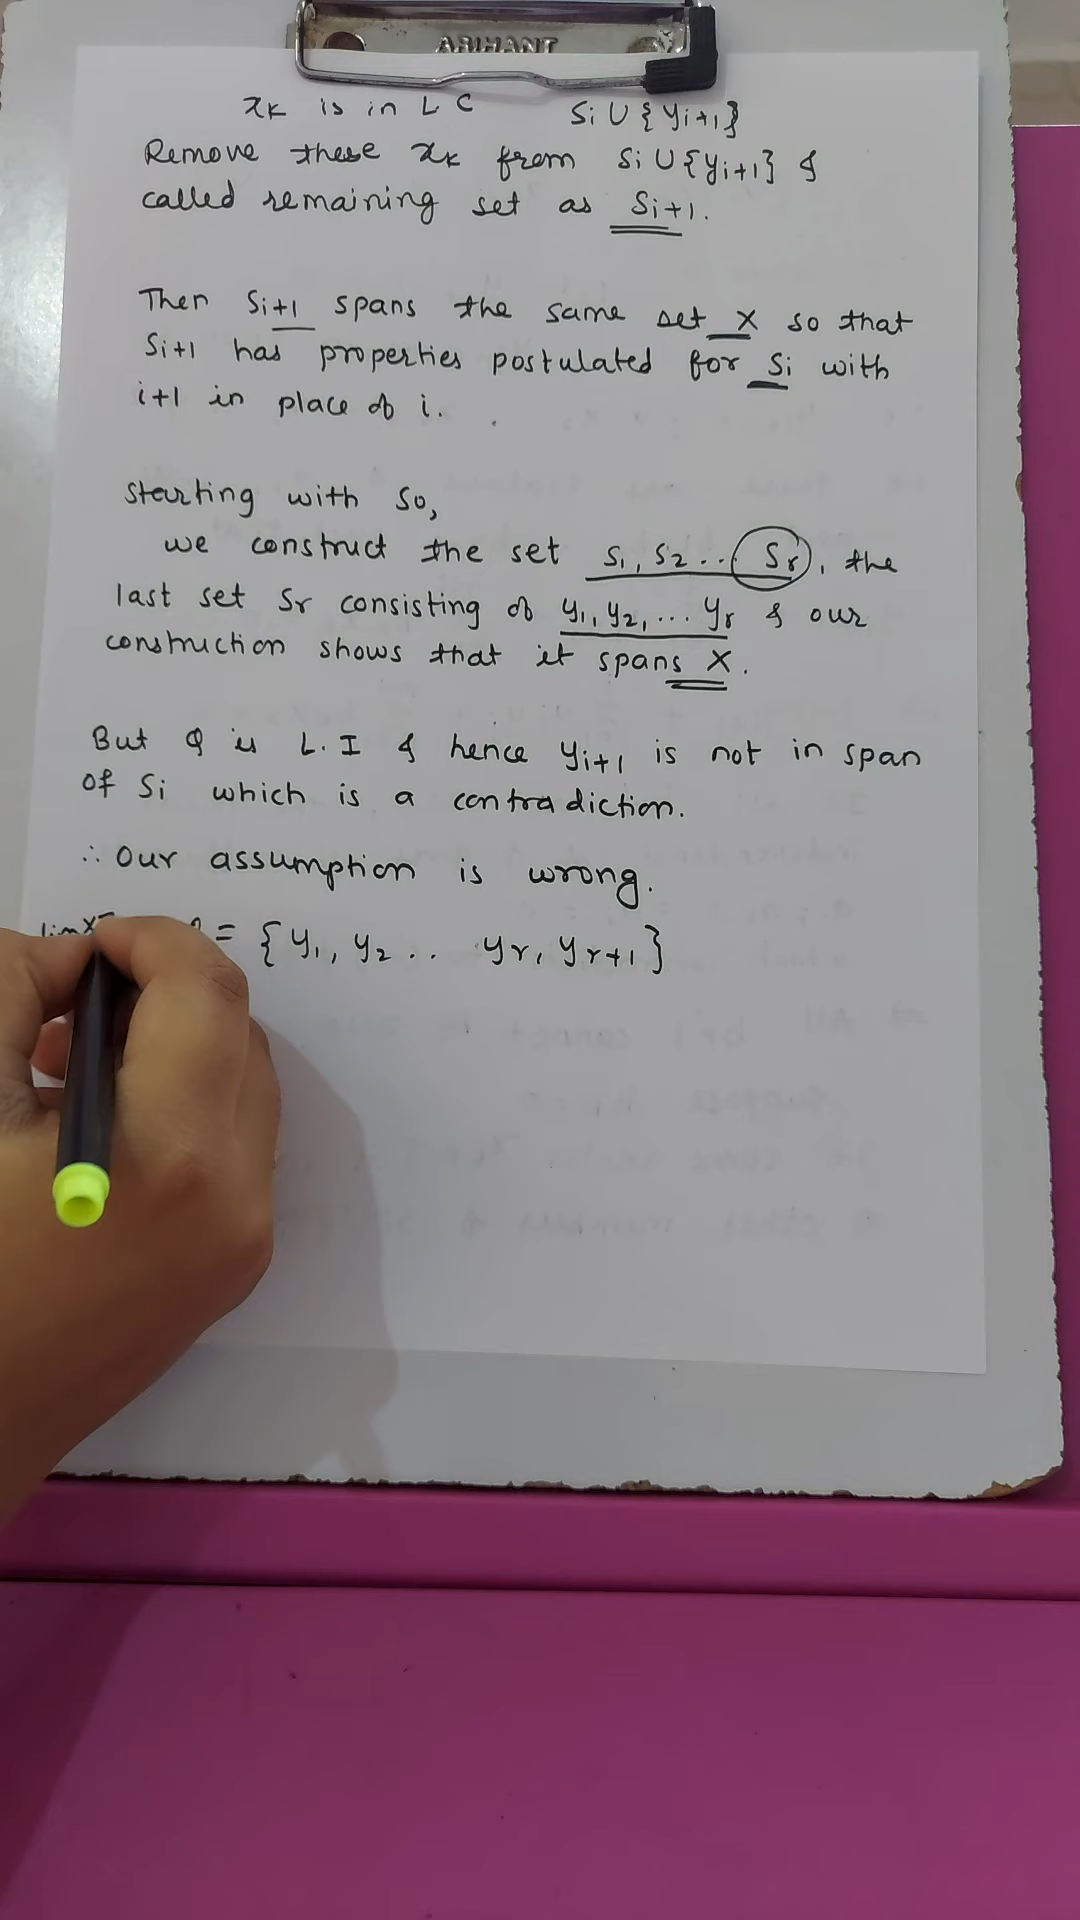 ARIHANT
xK is in L C Si U { yi+1}
Remove these xK from Si U{yi+1} &
called remaining set as Si+1.
Then Si+1 spans the same set X so that
Si+1 has properties postulated for Si with
i+1 in place of i.
Starting with So,
we construct the set S1, S2 ... Sr, the
last set Sr consisting of y1, y2, ... yr & our
construction shows that it spans X.
But Q is L.I & hence yi+1 is not in span
of Si which is a contradiction.
∴ Our assumption is wrong.
= {y1, y2 .. yr, yr+1}